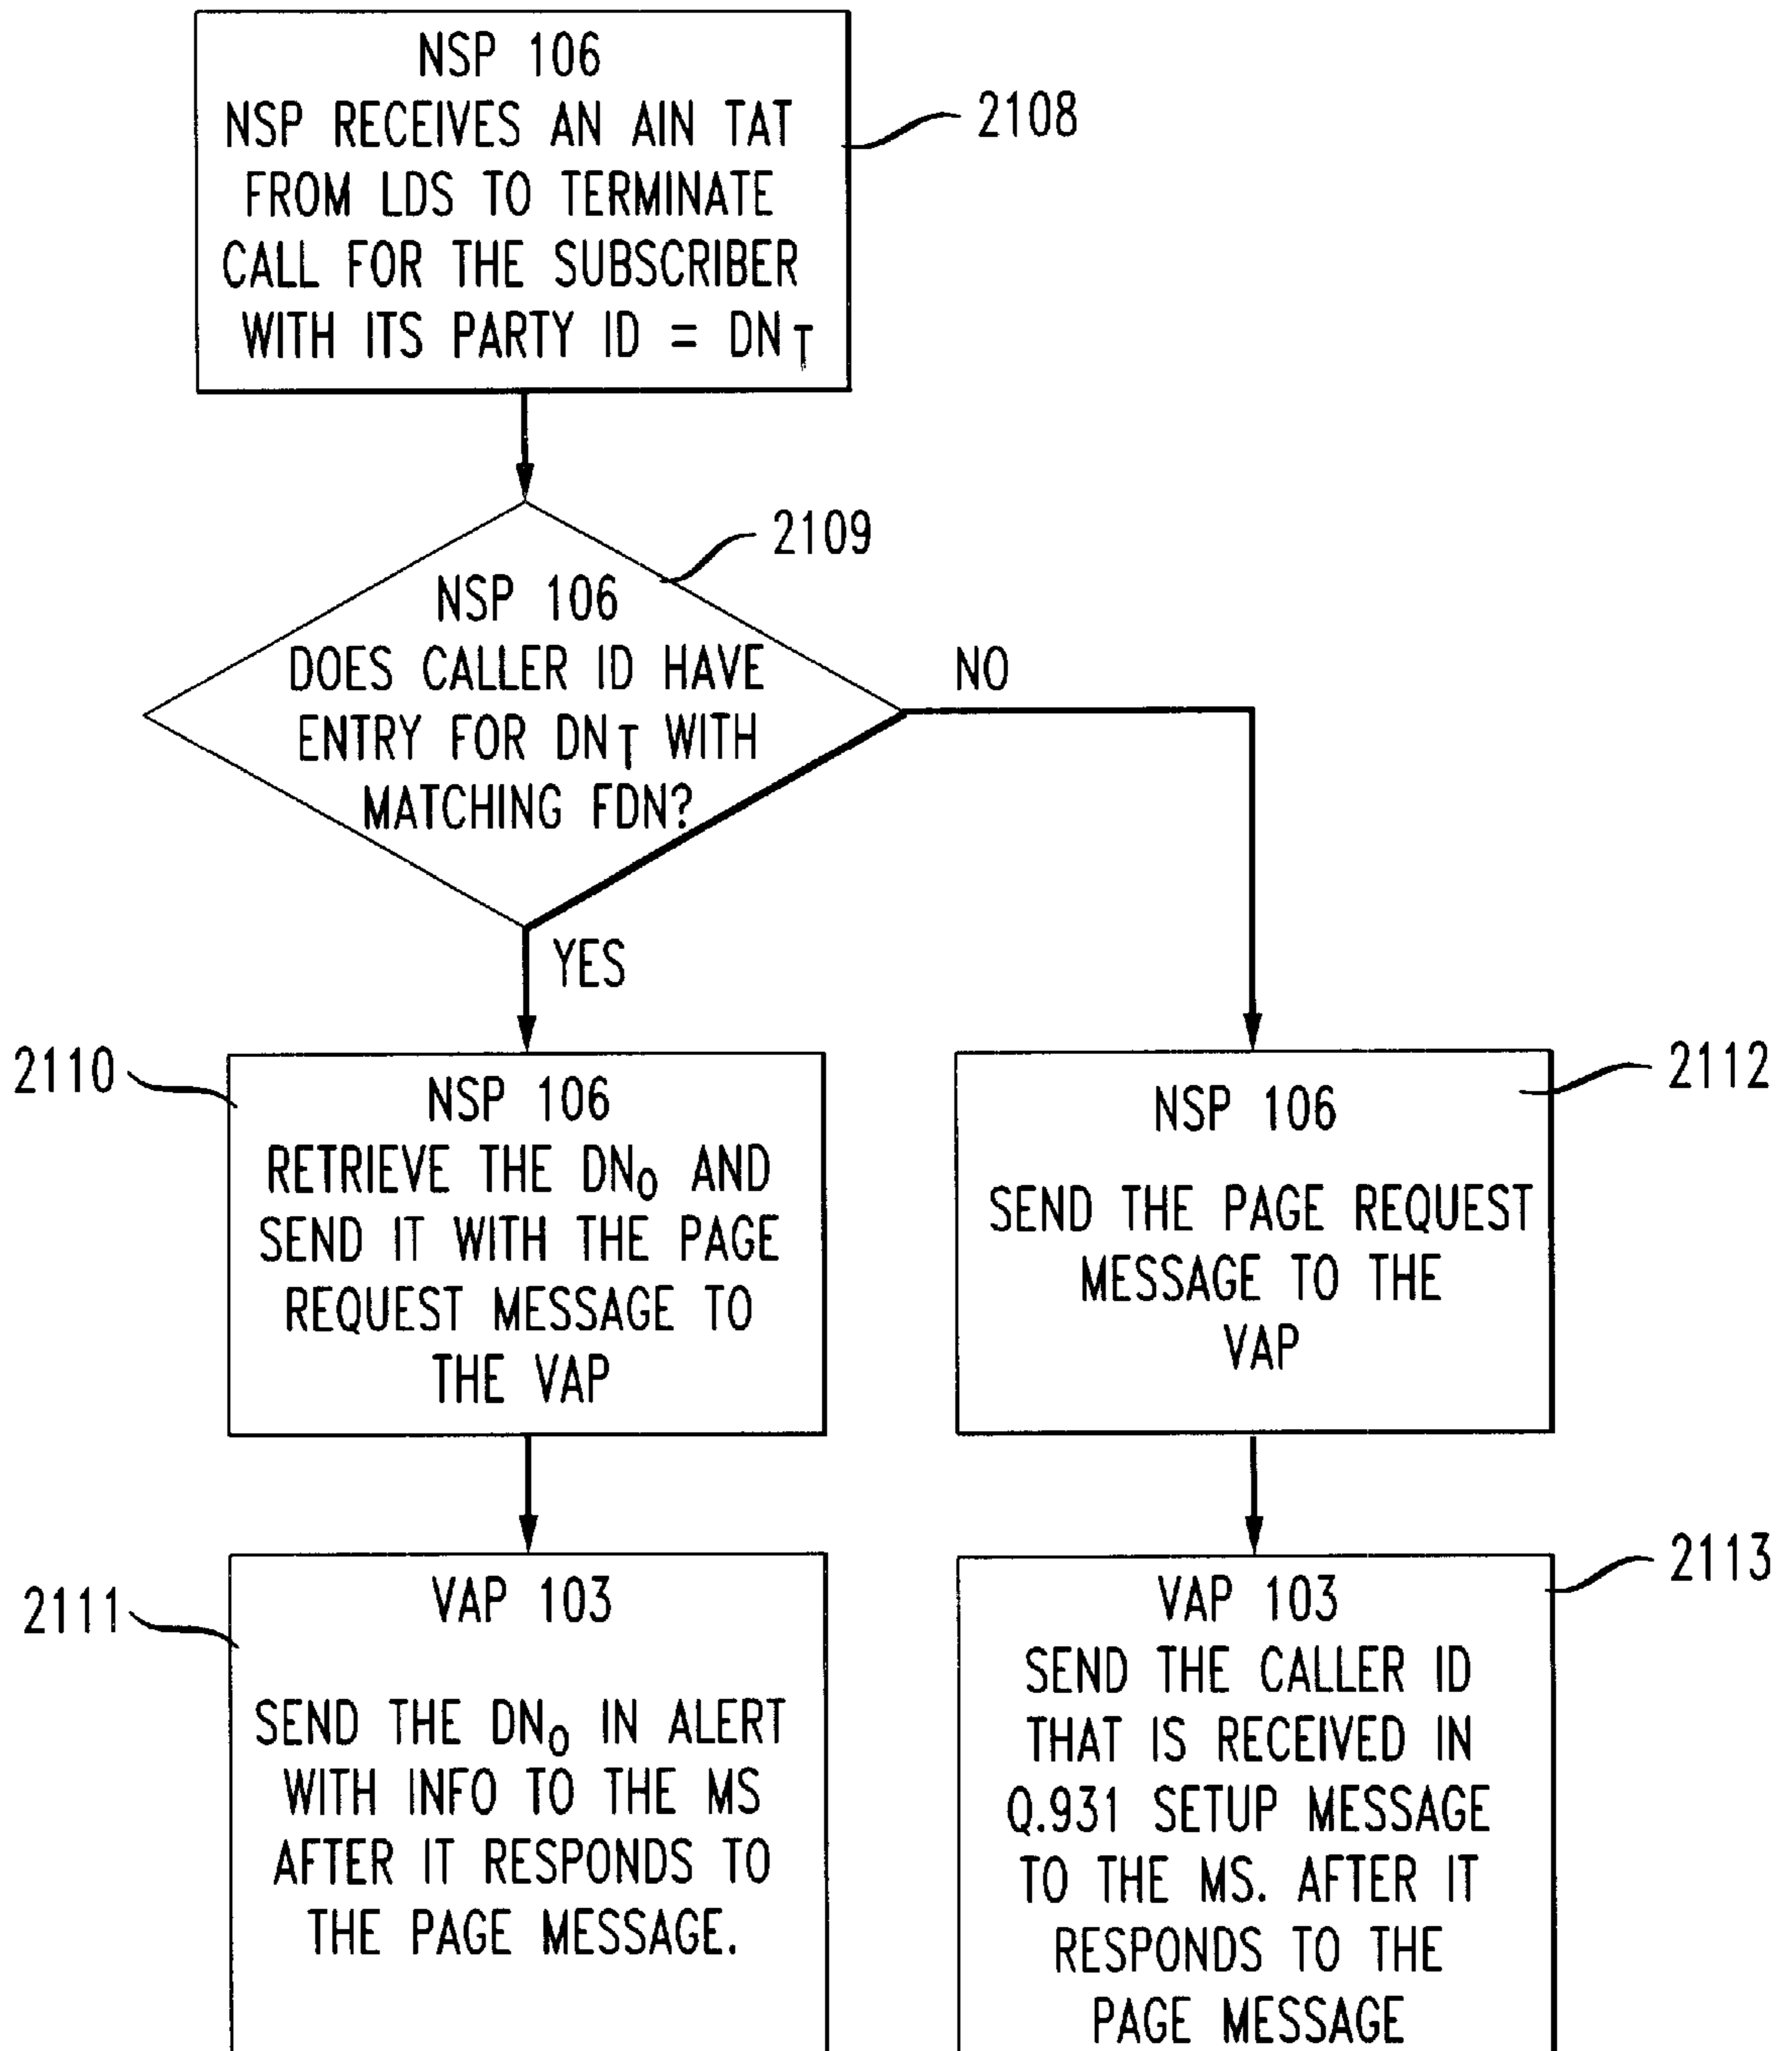 NSP 106
NSP RECEIVES AN AIN TAT
FROM LDS TO TERMINATE
CALL FOR THE SUBSCRIBER
WITH ITS PARTY ID = DNT
2108
2109
NSP 106
DOES CALLER ID HAVE
ENTRY FOR DNT WITH
MATCHING FDN?
NO
YES
2110
NSP 106
RETRIEVE THE DNO AND
SEND IT WITH THE PAGE
REQUEST MESSAGE TO
THE VAP
2112
NSP 106
SEND THE PAGE REQUEST
MESSAGE TO THE
VAP
2111
VAP 103
SEND THE DNO IN ALERT
WITH INFO TO THE MS
AFTER IT RESPONDS TO
THE PAGE MESSAGE.
2113
VAP 103
SEND THE CALLER ID
THAT IS RECEIVED IN
Q.931 SETUP MESSAGE
TO THE MS. AFTER IT
RESPONDS TO THE
PAGE MESSAGE